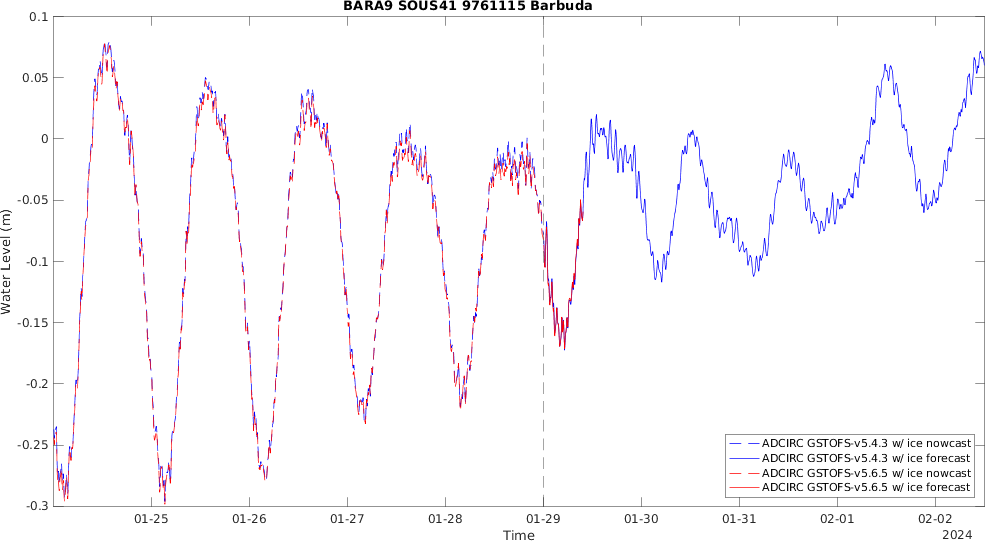 BARA9 SOUS41 9761115 Barbuda
Water Level (m)
0.1
0.05
0
-0.05
-0.1
-0.15
-0.2
-0.25
-0.3
ADCIRC GSTOFS-v5.4.3 w/ ice nowcast
ADCIRC GSTOFS-v5.4.3 w/ ice forecast
ADCIRC GSTOFS-v5.6.5 w/ ice nowcast
ADCIRC GSTOFS-v5.6.5 w/ ice forecast
01-25 01-26 01-27 01-28 01-29 01-30 01-31 02-01 02-02
Time
2024